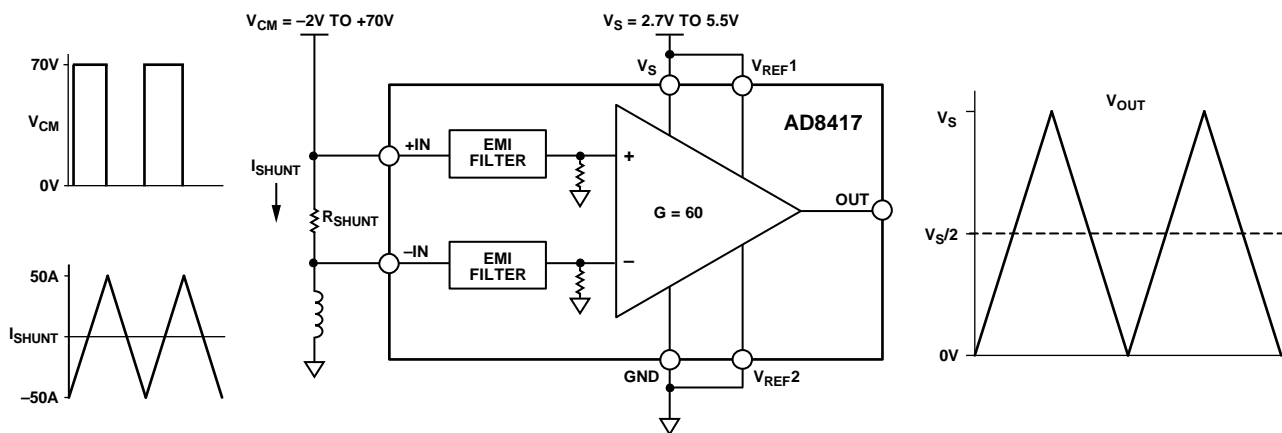 V_CM = –2V TO +70V
V_S = 2.7V TO 5.5V
70V
V_CM
0V
50A
I_SHUNT
–50A
I_SHUNT
R_SHUNT
V_S
V_REF1
AD8417
+IN
EMI
FILTER
+
G = 60
OUT
–IN
EMI
FILTER
–
GND
V_REF2
V_OUT
V_S
V_S/2
0V